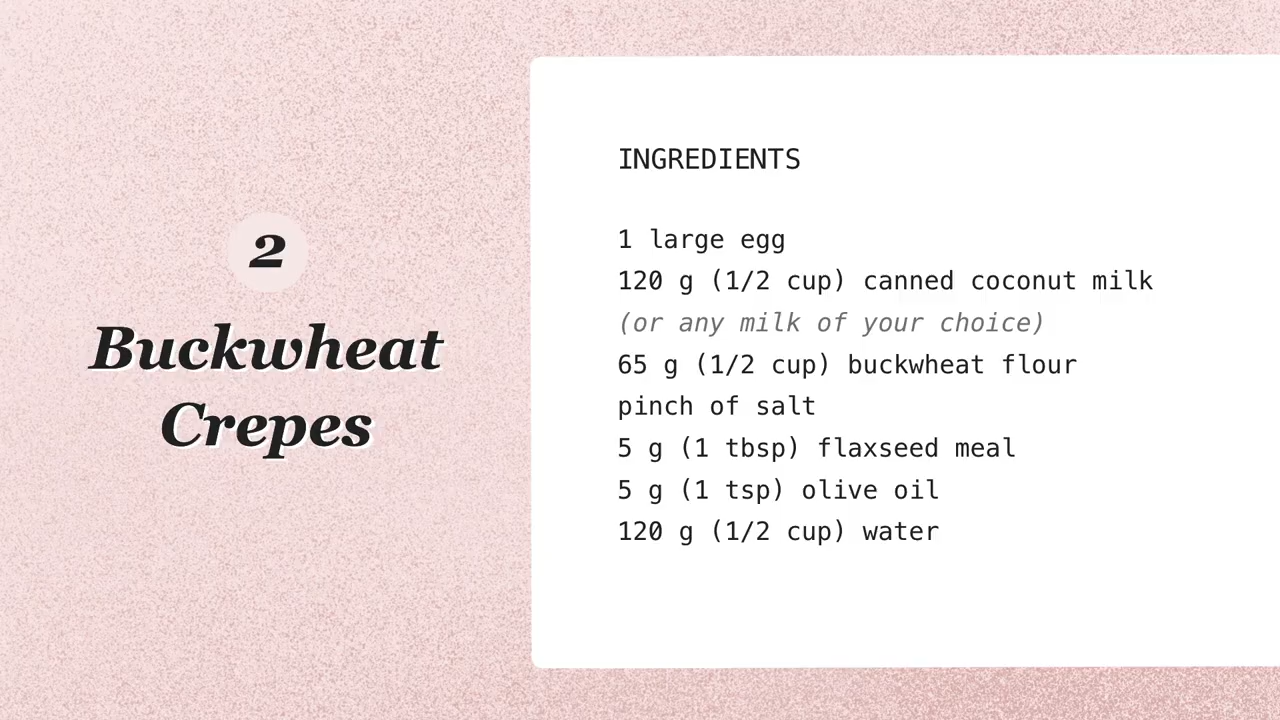 2
Buckwheat
Crepes
INGREDIENTS
1 large egg
120 g (1/2 cup) canned coconut milk
(or any milk of your choice)
65 g (1/2 cup) buckwheat flour
pinch of salt
5 g (1 tbsp) flaxseed meal
5 g (1 tsp) olive oil
120 g (1/2 cup) water